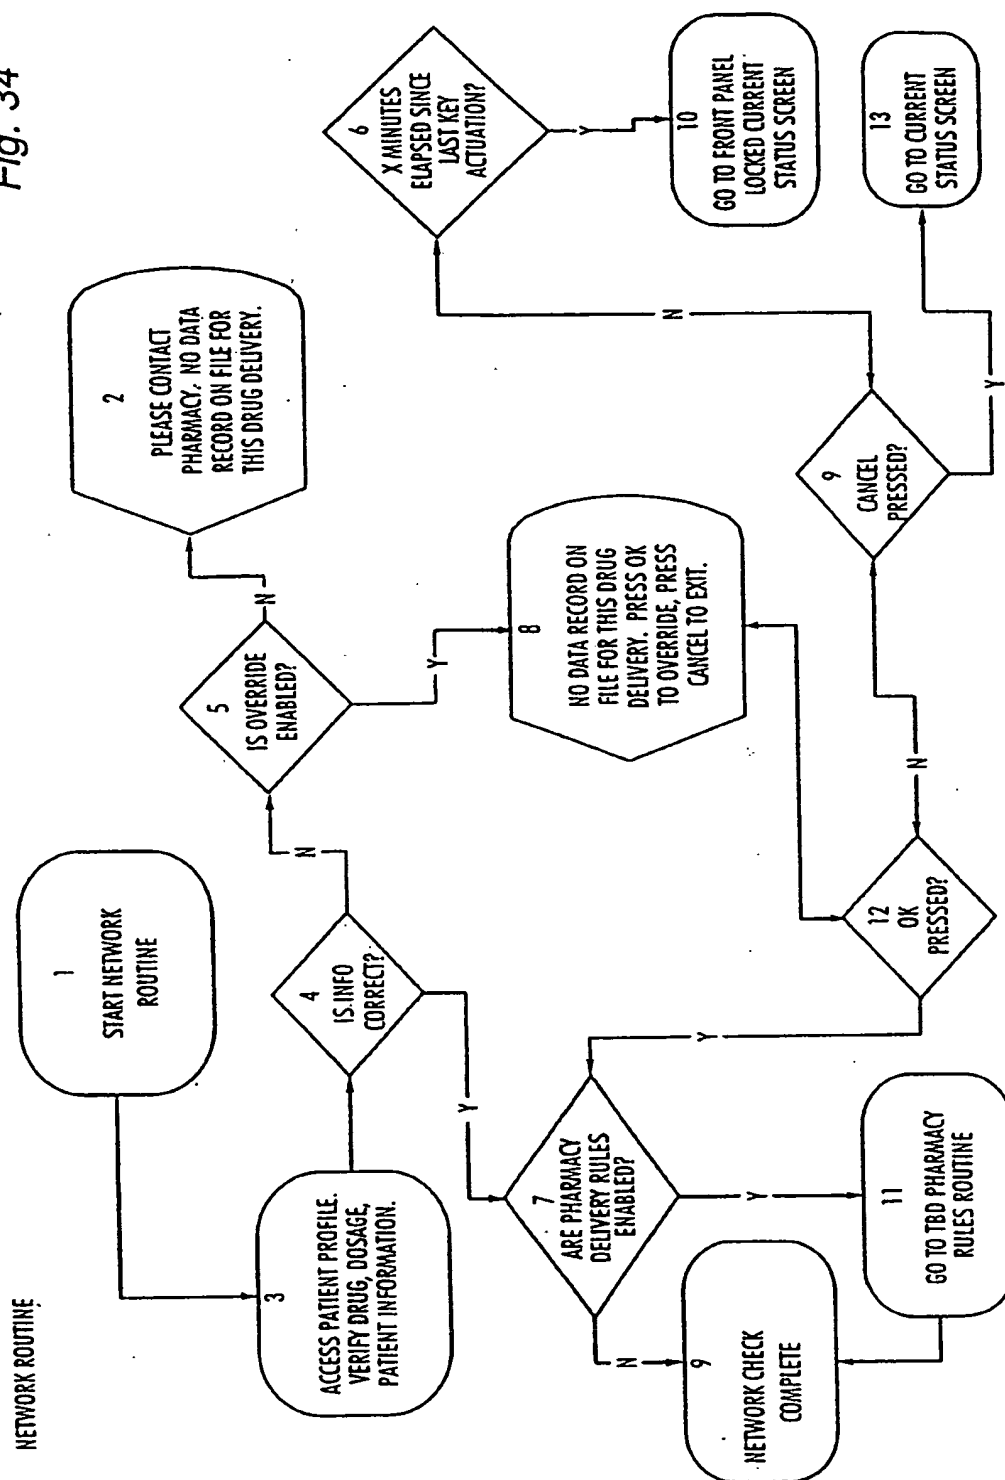 Fig. 34
NETWORK ROUTINE
1
START NETWORK
ROUTINE
2
PLEASE CONTACT
PHARMACY. NO DATA
RECORD ON FILE FOR
THIS DRUG DELIVERY.
3
ACCESS PATIENT PROFILE.
VERIFY DRUG, DOSAGE,
PATIENT INFORMATION.
4
IS INFO
CORRECT?
N
Y
5
IS OVERRIDE
ENABLED?
N
Y
6
X MINUTES
ELAPSED SINCE
LAST KEY
ACTUATION?
Y
N
7
ARE PHARMACY
DELIVERY RULES
ENABLED?
N
Y
8
NO DATA RECORD ON
FILE FOR THIS DRUG
DELIVERY. PRESS OK
TO OVERRIDE, PRESS
CANCEL TO EXIT.
9
CANCEL
PRESSED?
Y
N
10
GO TO FRONT PANEL
LOCKED CURRENT
STATUS SCREEN
9
NETWORK CHECK
COMPLETE
11
GO TO TBD PHARMACY
RULES ROUTINE
12
OK
PRESSED?
Y
13
GO TO CURRENT
STATUS SCREEN